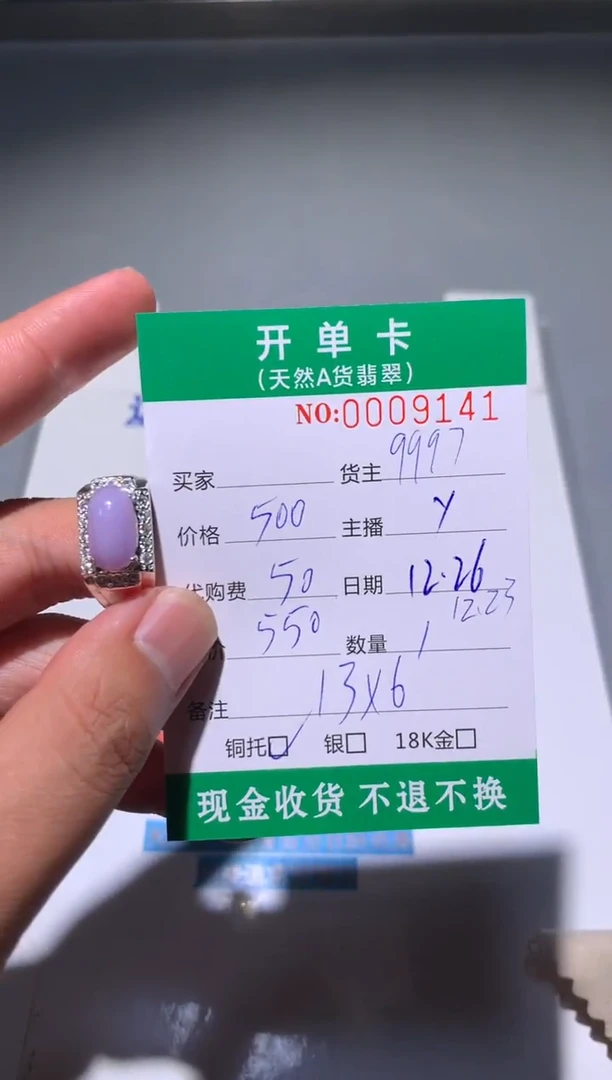 开单卡
(天然A货翡翠)
NO:0009141
买家 货主 9997
价格 500 主播 Y
代购费 50 日期 12.26
12.23
价 550 数量 1
备注 13x6
铜托☑ 银□ 18K金□
现金收货 不退不换